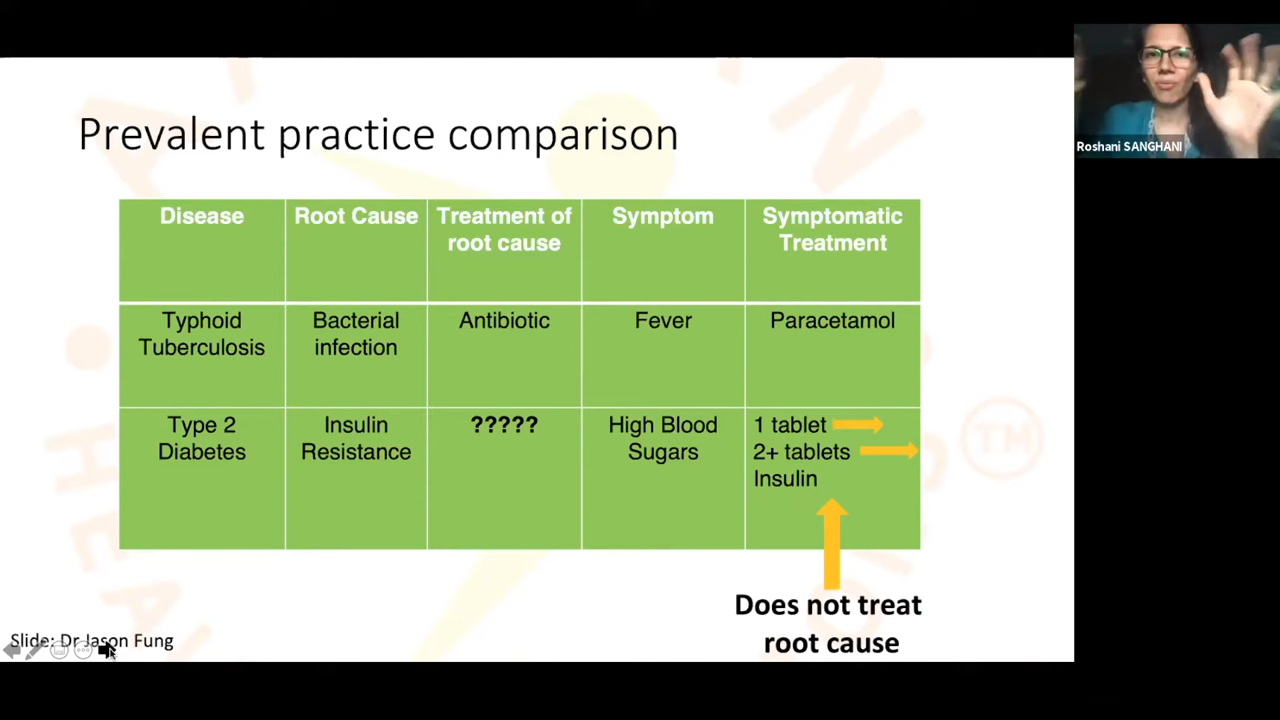 Prevalent practice comparison
Roshani SANGHANI
Disease
Root Cause
Treatment of
root cause
Symptom
Symptomatic
Treatment
Typhoid
Tuberculosis
Bacterial
infection
Antibiotic
Fever
Paracetamol
Type 2
Diabetes
Insulin
Resistance
?????
High Blood
Sugars
1 tablet
2+ tablets
Insulin
Does not treat
root cause
Slide: Dr Jason Fung
TM